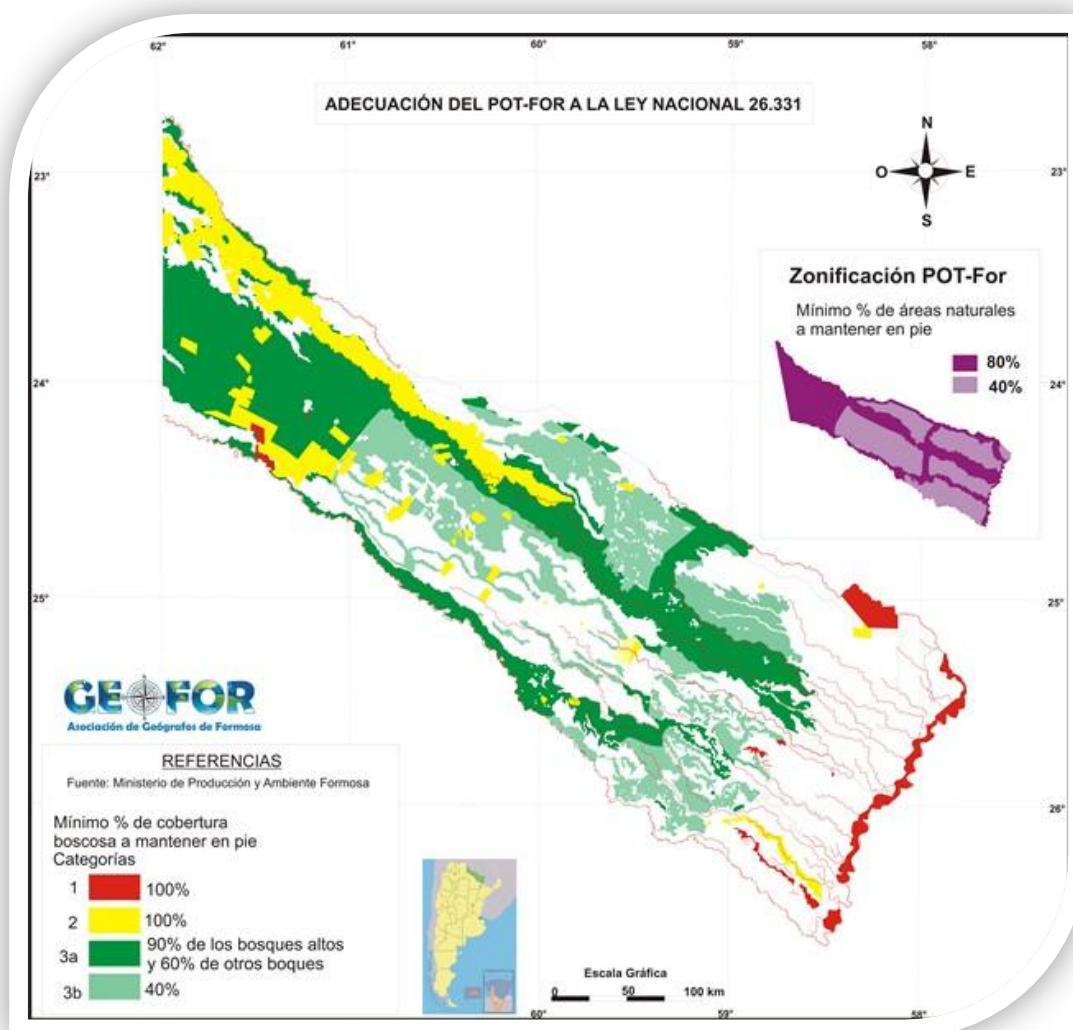 62°
61°
60°
59°
58°
ADECUACIÓN DEL POT-FOR A LA LEY NACIONAL 26.331
N
O
E
S
23°
23°
Zonificación POT-For
Mínimo % de áreas naturales
a mantener en pie
80%
40%
24°
24°
25°
25°
GEOFOR
Asociación de Geógrafos de Formosa
REFERENCIAS
Fuente: Ministerio de Producción y Ambiente Formosa
Mínimo % de cobertura
boscosa a mantener en pie
Categorías
1 100%
2 100%
3a 90% de los bosques altos
y 60% de otros boques
3b 40%
26°
Escala Gráfica
0 50 100 km
60°
59°
58°